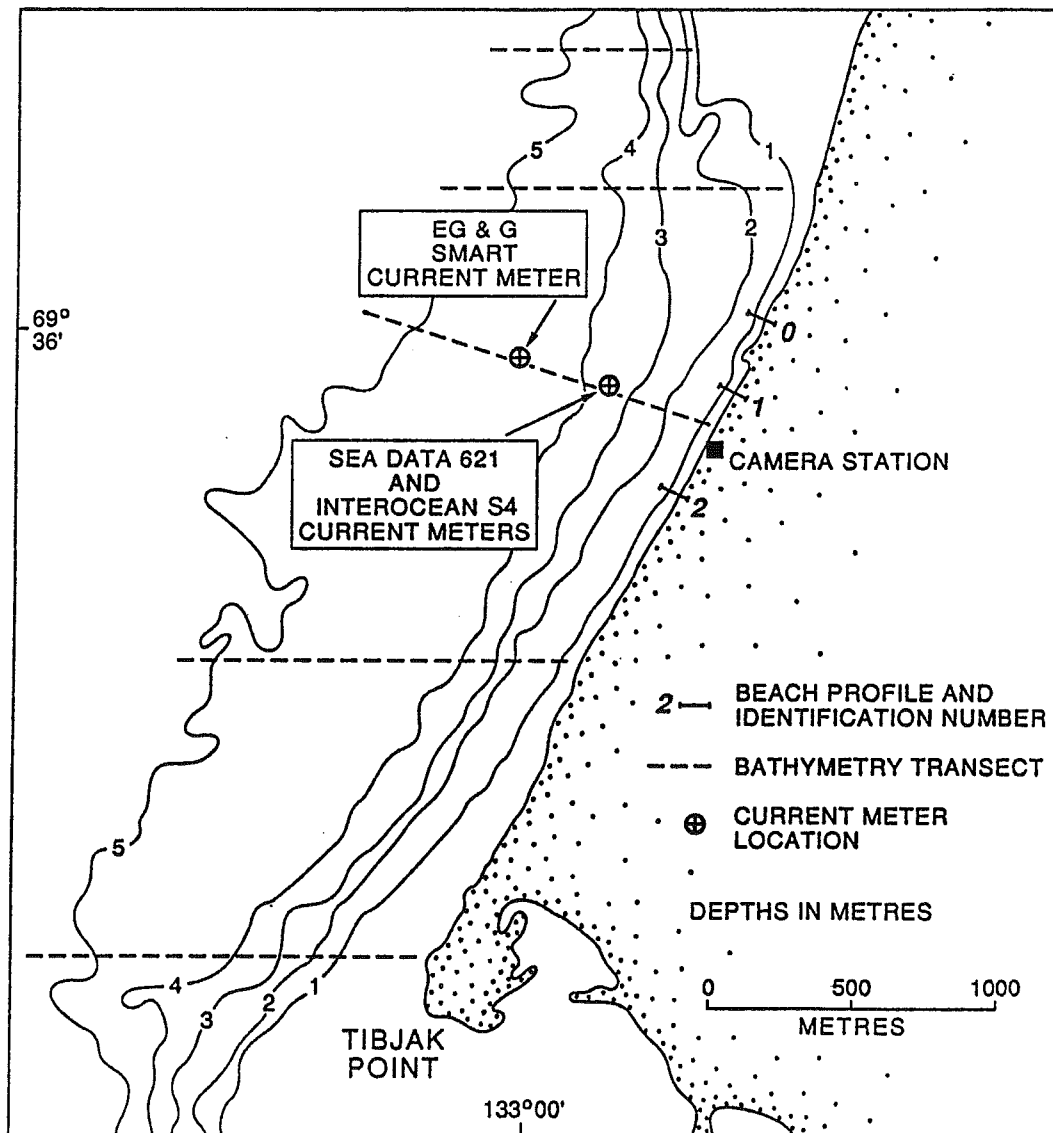 5
4
1
3
2
EG & G
SMART
CURRENT METER
69°
36'
0
1
SEA DATA 621
AND
INTEROCEAN S4
CURRENT METERS
CAMERA STATION
2
2 BEACH PROFILE AND
IDENTIFICATION NUMBER
BATHYMETRY TRANSECT
CURRENT METER
LOCATION
DEPTHS IN METRES
5
4
3
2
1
0 500 1000
METRES
TIBJAK
POINT
133°00'